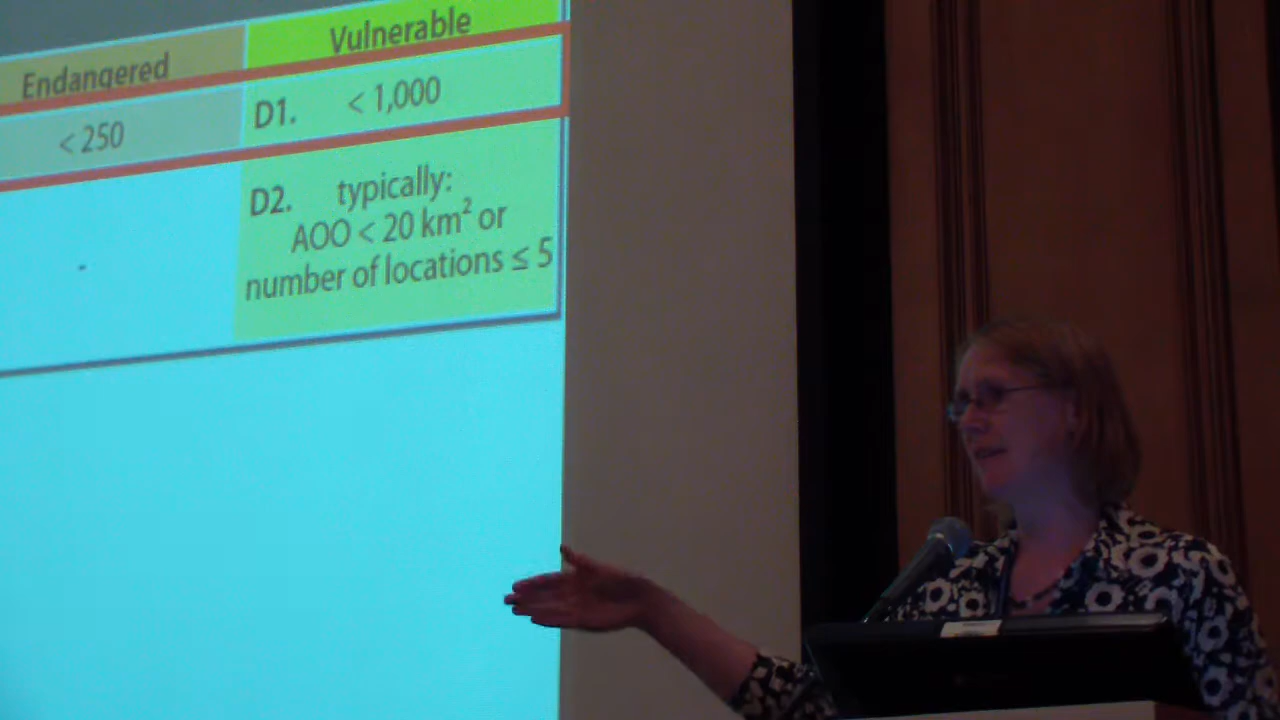 Endangered
Vulnerable
< 250
D1. < 1,000
D2. typically:
AOO < 20 km² or
number of locations ≤ 5